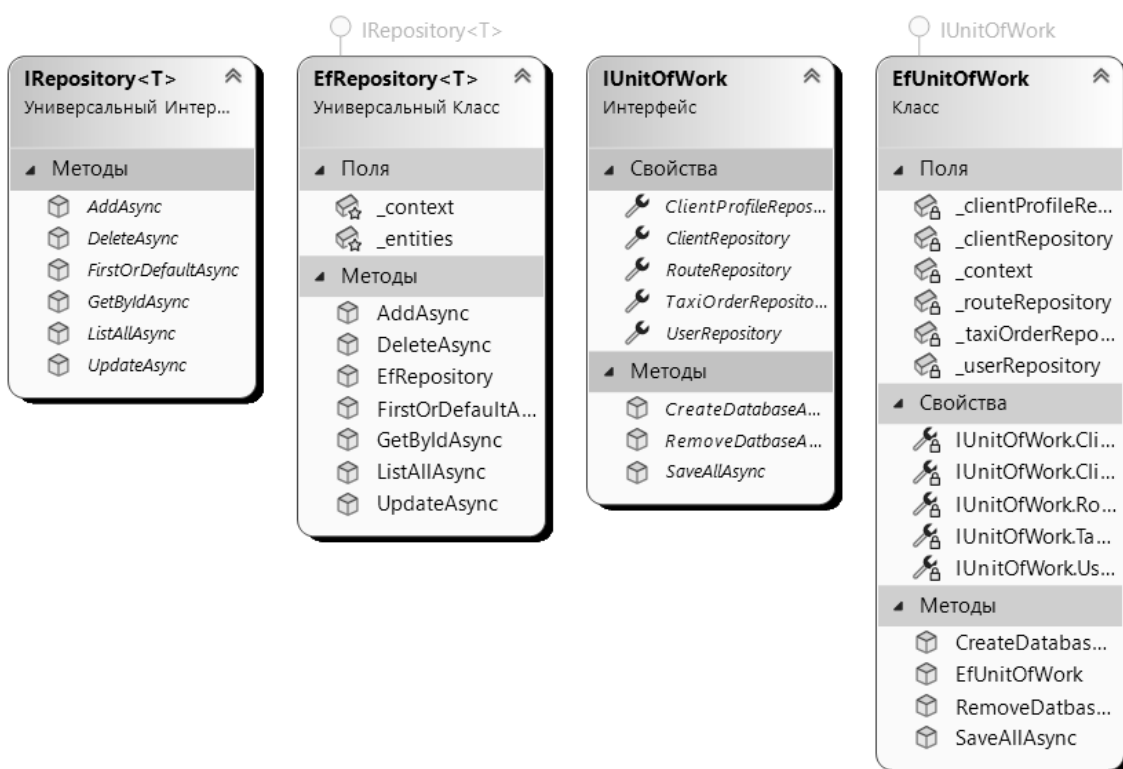 IRepository<T>
Универсальный Интер...
Методы
AddAsync
DeleteAsync
FirstOrDefaultAsync
GetByIdAsync
ListAllAsync
UpdateAsync
IRepository<T>
EfRepository<T>
Универсальный Класс
Поля
_context
_entities
Методы
AddAsync
DeleteAsync
EfRepository
FirstOrDefaultA...
GetByIdAsync
ListAllAsync
UpdateAsync
IUnitOfWork
Интерфейс
Свойства
ClientProfileRepos...
ClientRepository
RouteRepository
TaxiOrderReposito...
UserRepository
Методы
CreateDatabaseA...
RemoveDatbaseA...
SaveAllAsync
IUnitOfWork
EfUnitOfWork
Класс
Поля
_clientProfileRe...
_clientRepository
_context
_routeRepository
_taxiOrderRepo...
_userRepository
Свойства
IUnitOfWork.Cli...
IUnitOfWork.Cli...
IUnitOfWork.Ro...
IUnitOfWork.Ta...
IUnitOfWork.Us...
Методы
CreateDatabas...
EfUnitOfWork
RemoveDatbas...
SaveAllAsync